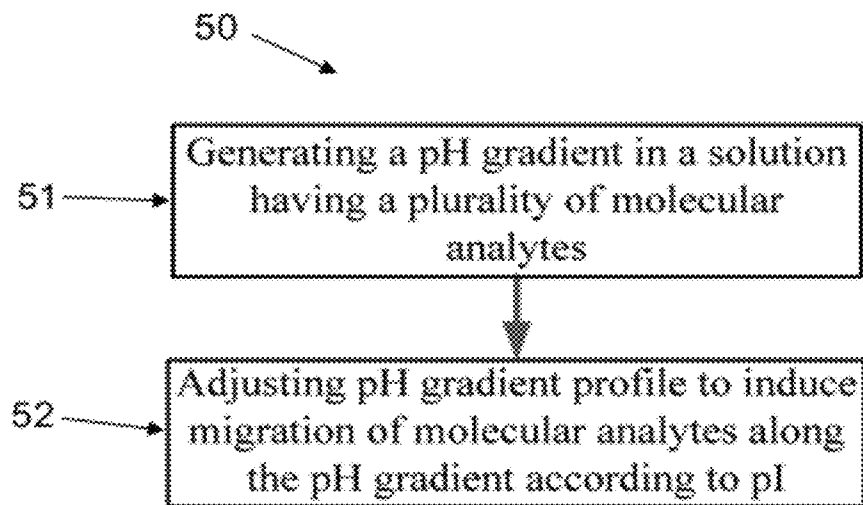 50
51
Generating a pH gradient in a solution
having a plurality of molecular
analytes
52
Adjusting pH gradient profile to induce
migration of molecular analytes along
the pH gradient according to pI